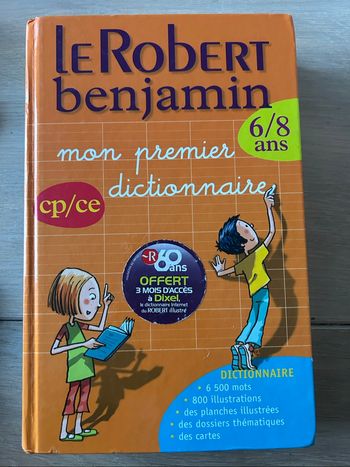 le Robert
benjamin
6/8
ans
mon premier
dictionnaire
cp/ce
R 60
ans
OFFERT
3 MOIS D'ACCÈS
à Dixel,
le dictionnaire Internet
du ROBERT illustré
DICTIONNAIRE
• 6 500 mots
• 800 illustrations
• des planches illustrées
• des dossiers thématiques
• des cartes